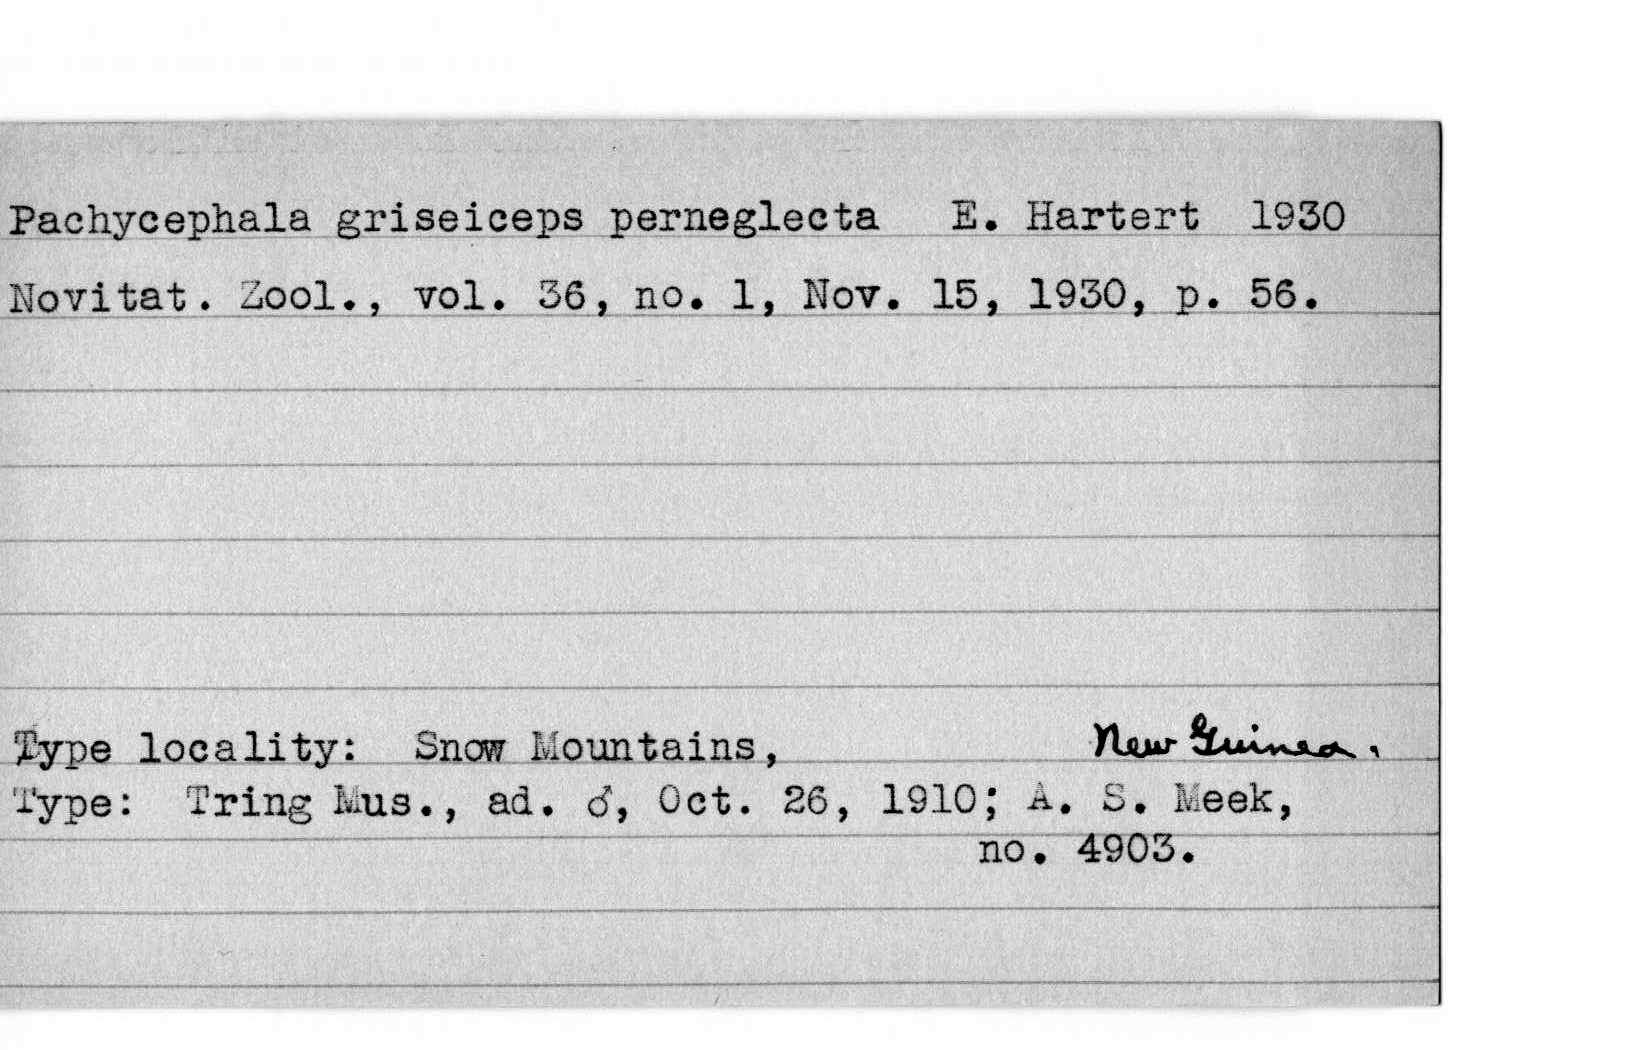 Pachycephala griseiceps perneglecta E. Hartert 1930
Novitat. Zool., vol. 36, no. 1, Nov. 15, 1930, p. 56.
Type locality: Snow Mountains, New Guinea.
Type: Tring Mus., ad. ♂, Oct. 26, 1910; A. S. Meek,
no. 4903.